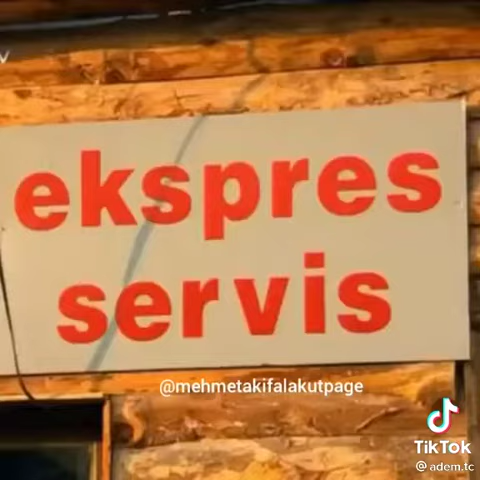 ekspres
servis
@mehmetakifalakutpage
TikTok
@adem.tc